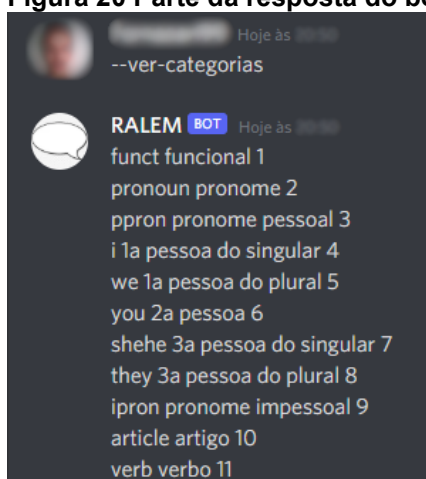 Figura 20 Parte da resposta do
Hoje às
--ver-categorias
RALEM BOT Hoje às
funct funcional 1
pronoun pronome 2
ppron pronome pessoal 3
i 1a pessoa do singular 4
we 1a pessoa do plural 5
you 2a pessoa 6
shehe 3a pessoa do singular 7
they 3a pessoa do plural 8
ipron pronome impessoal 9
article artigo 10
verb verbo 11